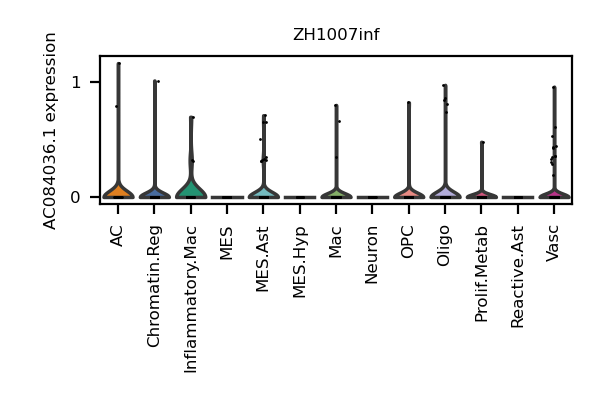 ZH1007inf
AC084036.1 expression
1
0
AC
Chromatin.Reg
Inflammatory.Mac
MES
MES.Ast
MES.Hyp
Mac
Neuron
OPC
Oligo
Prolif.Metab
Reactive.Ast
Vasc